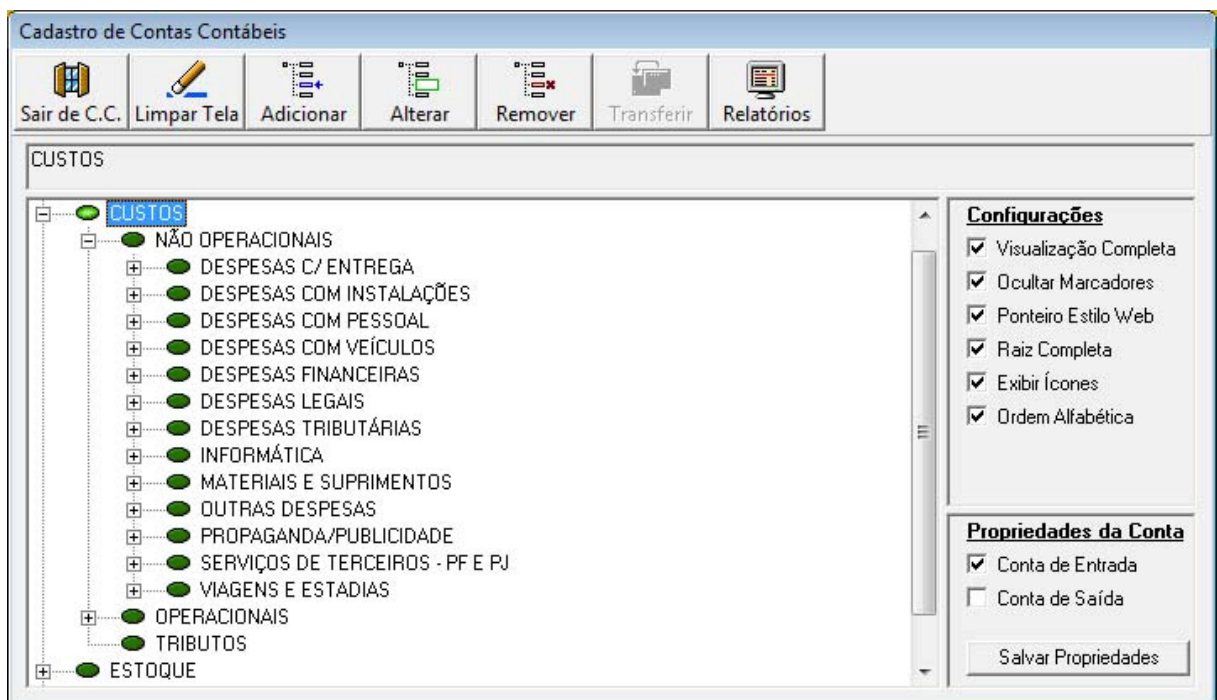 Cadastro de Contas Contábeis
Sair de C.C. Limpar Tela Adicionar Alterar Remover Transferir Relatórios
CUSTOS
CUSTOS
NÃO OPERACIONAIS
DESPESAS C/ ENTREGA
DESPESAS COM INSTALAÇÕES
DESPESAS COM PESSOAL
DESPESAS COM VEÍCULOS
DESPESAS FINANCEIRAS
DESPESAS LEGAIS
DESPESAS TRIBUTÁRIAS
INFORMÁTICA
MATERIAIS E SUPRIMENTOS
OUTRAS DESPESAS
PROPAGANDA/PUBLICIDADE
SERVIÇOS DE TERCEIROS - PF E PJ
VIAGENS E ESTADIAS
OPERACIONAIS
TRIBUTOS
ESTOQUE
Configurações
Visualização Completa
Ocultar Marcadores
Ponteiro Estilo Web
Raiz Completa
Exibir Ícones
Ordem Alfabética
Propriedades da Conta
Conta de Entrada
Conta de Saída
Salvar Propriedades